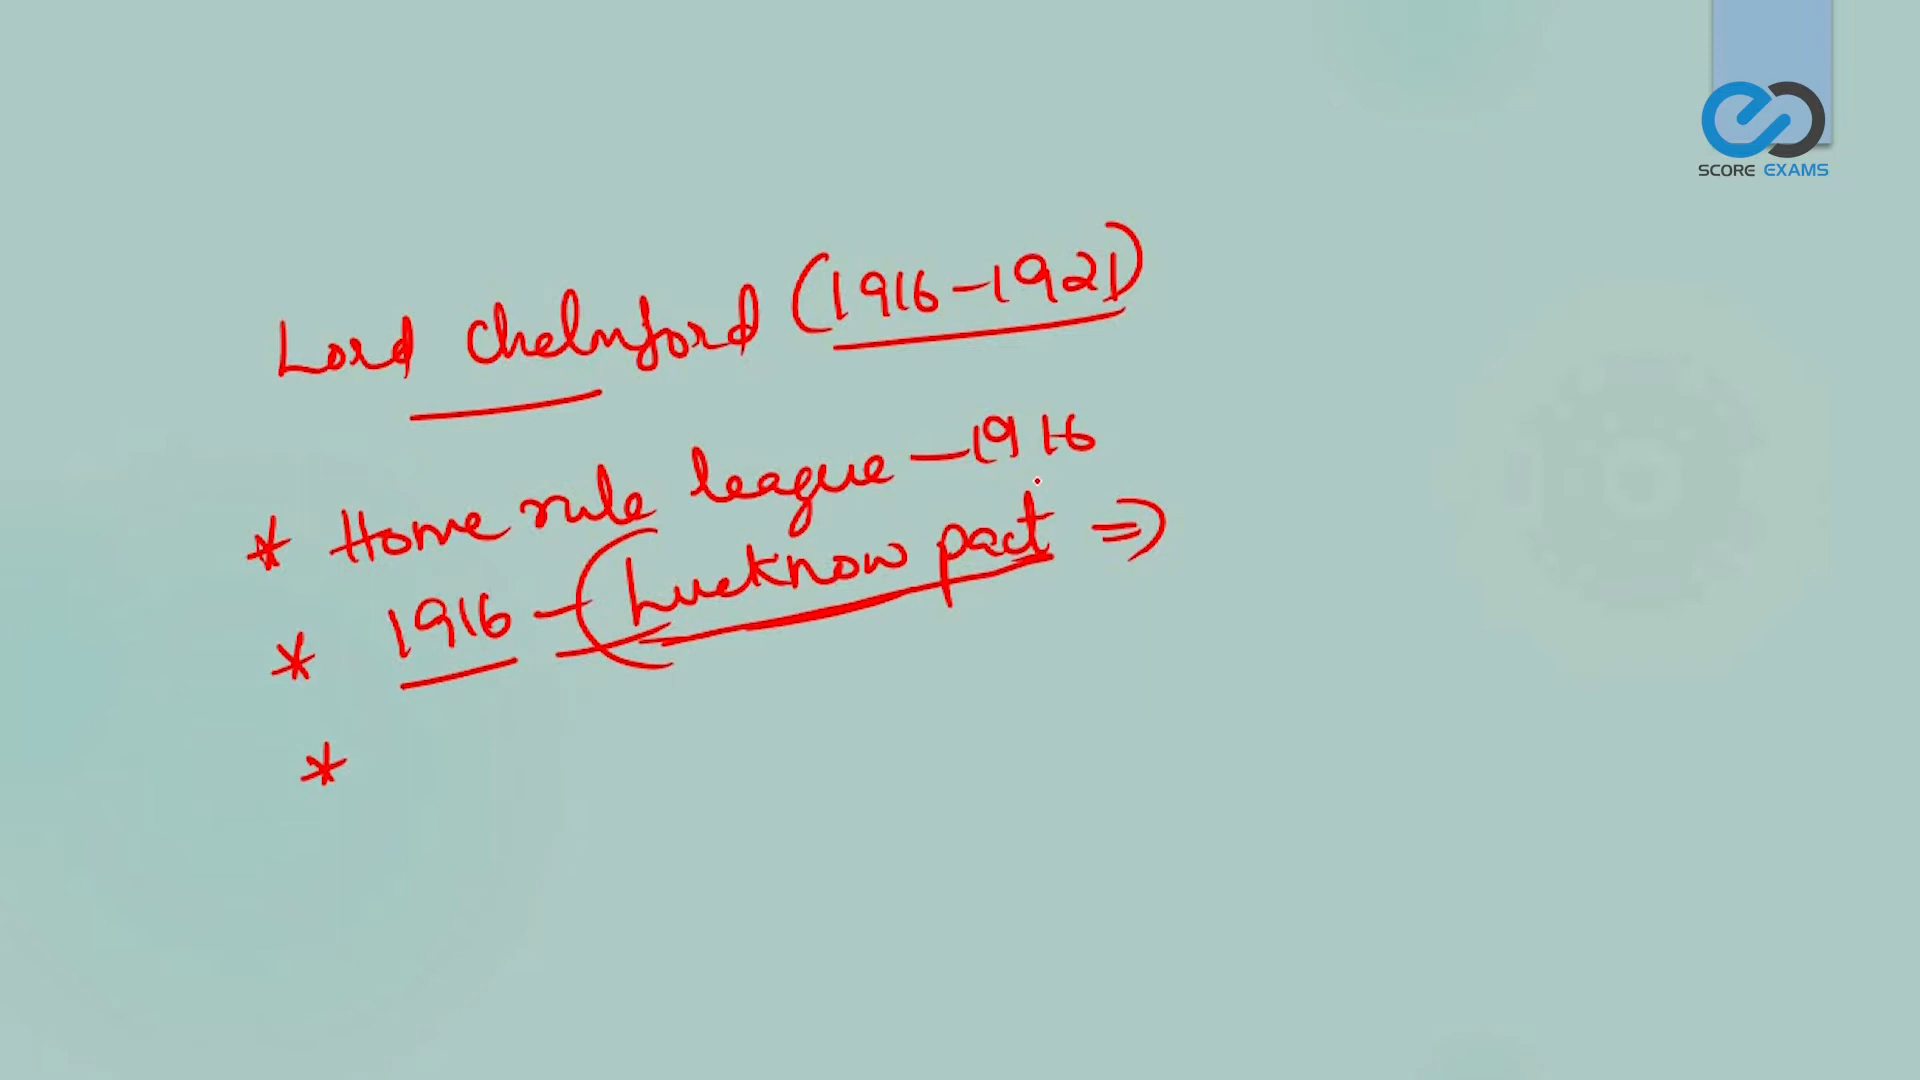 SCORE EXAMS
Lord Chelmford (1916-1921)
* Home rule league - 1916
* 1916 - (Lucknow pact =>
*